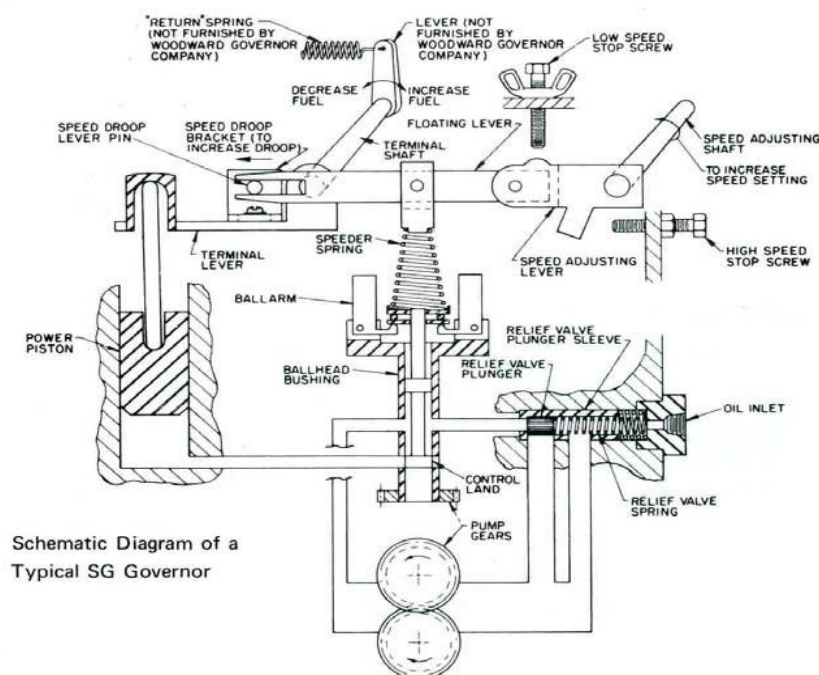 "RETURN" SPRING
(NOT FURNISHED BY
WOODWARD GOVERNOR
COMPANY)
LEVER (NOT
FURNISHED BY
WOODWARD GOVERNOR
COMPANY)
LOW SPEED
STOP SCREW
DECREASE
FUEL
INCREASE
FUEL
SPEED DROOP
LEVER PIN
SPEED DROOP
BRACKET (TO
INCREASE DROOP)
TERMINAL
SHAFT
FLOATING LEVER
SPEED ADJUSTING
SHAFT
TO INCREASE
SPEED SETTING
TERMINAL
LEVER
SPEEDER
SPRING
SPEED ADJUSTING
LEVER
HIGH SPEED
STOP SCREW
BALLARM
POWER
PISTON
BALLHEAD
BUSHING
RELIEF VALVE
PLUNGER SLEEVE
RELIEF VALVE
PLUNGER
OIL INLET
CONTROL
LAND
RELIEF VALVE
SPRING
PUMP
GEARS
Schematic Diagram of a
Typical SG Governor